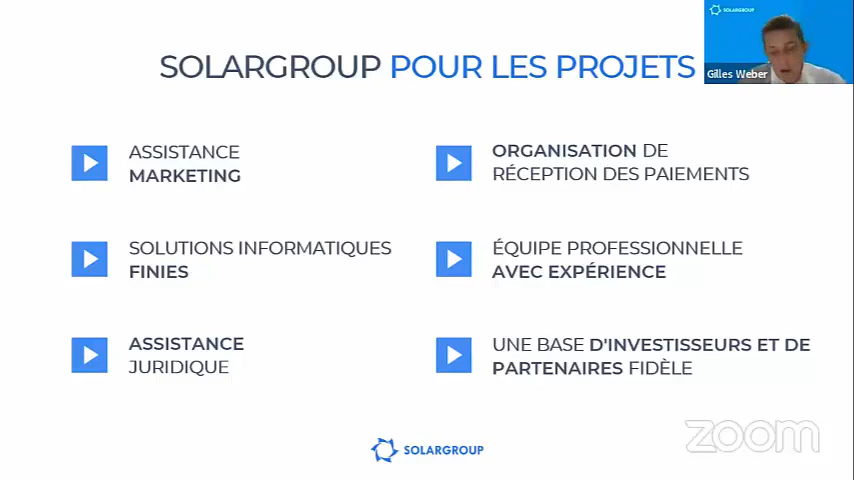 SOLARGROUP
Gilles Weber
SOLARGROUP POUR LES PROJETS
ASSISTANCE
MARKETING
ORGANISATION DE
RÉCEPTION DES PAIEMENTS
SOLUTIONS INFORMATIQUES
FINIES
ÉQUIPE PROFESSIONNELLE
AVEC EXPÉRIENCE
ASSISTANCE
JURIDIQUE
UNE BASE D'INVESTISSEURS ET DE
PARTENAIRES FIDÈLE
SOLARGROUP
zoom